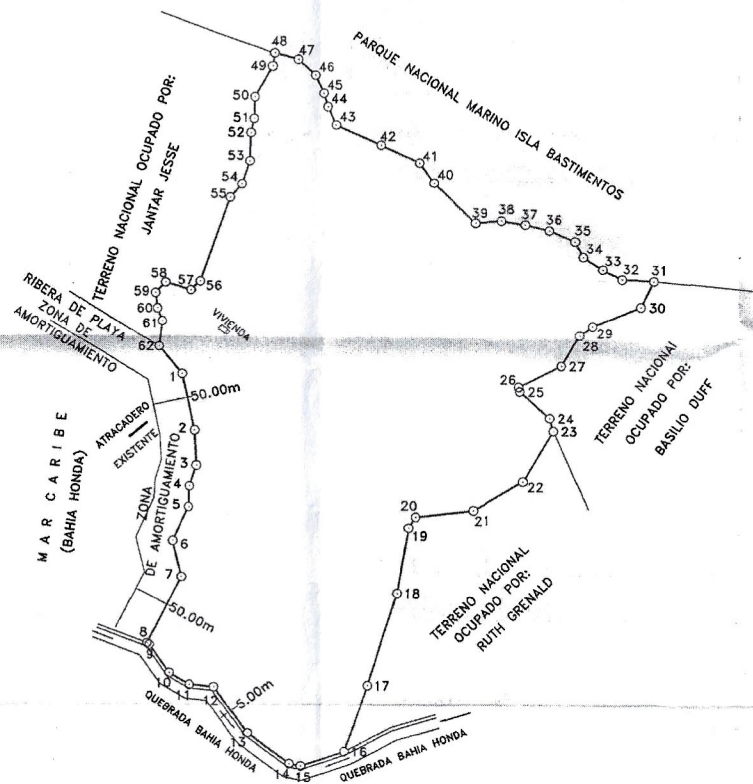 48
47
49
46
45
44
43
50
51
52
53
54
55
42
41
40
PARQUE NACIONAL MARINO ISLA BASTIMENTOS
TERRENO NACIONAL OCUPADO POR:
JANTAR JESSE
39
38
37
36
35
34
33
32
31
30
29
28
27
26
25
24
23
22
21
20
19
18
17
16
58
57
56
59
60
61
62
VIVIENDA
RIBERA DE PLAYA
ZONA DE
AMORTIGUAMIENTO
1
50.00m
ATRACADERO
EXISTENTE
2
3
4
5
6
7
ZONA
DE AMORTIGUAMIENTO
MAR CARIBE
(BAHIA HONDA)
TERRENO NACIONAL
OCUPADO POR:
BASILIO DUFF
TERRENO NACIONAL
OCUPADO POR:
RUTH GRENALD
50.00m
8
9
10
11
12
5.00m
13
14
15
QUEBRADA BAHIA HONDA
QUEBRADA BAHIA HONDA